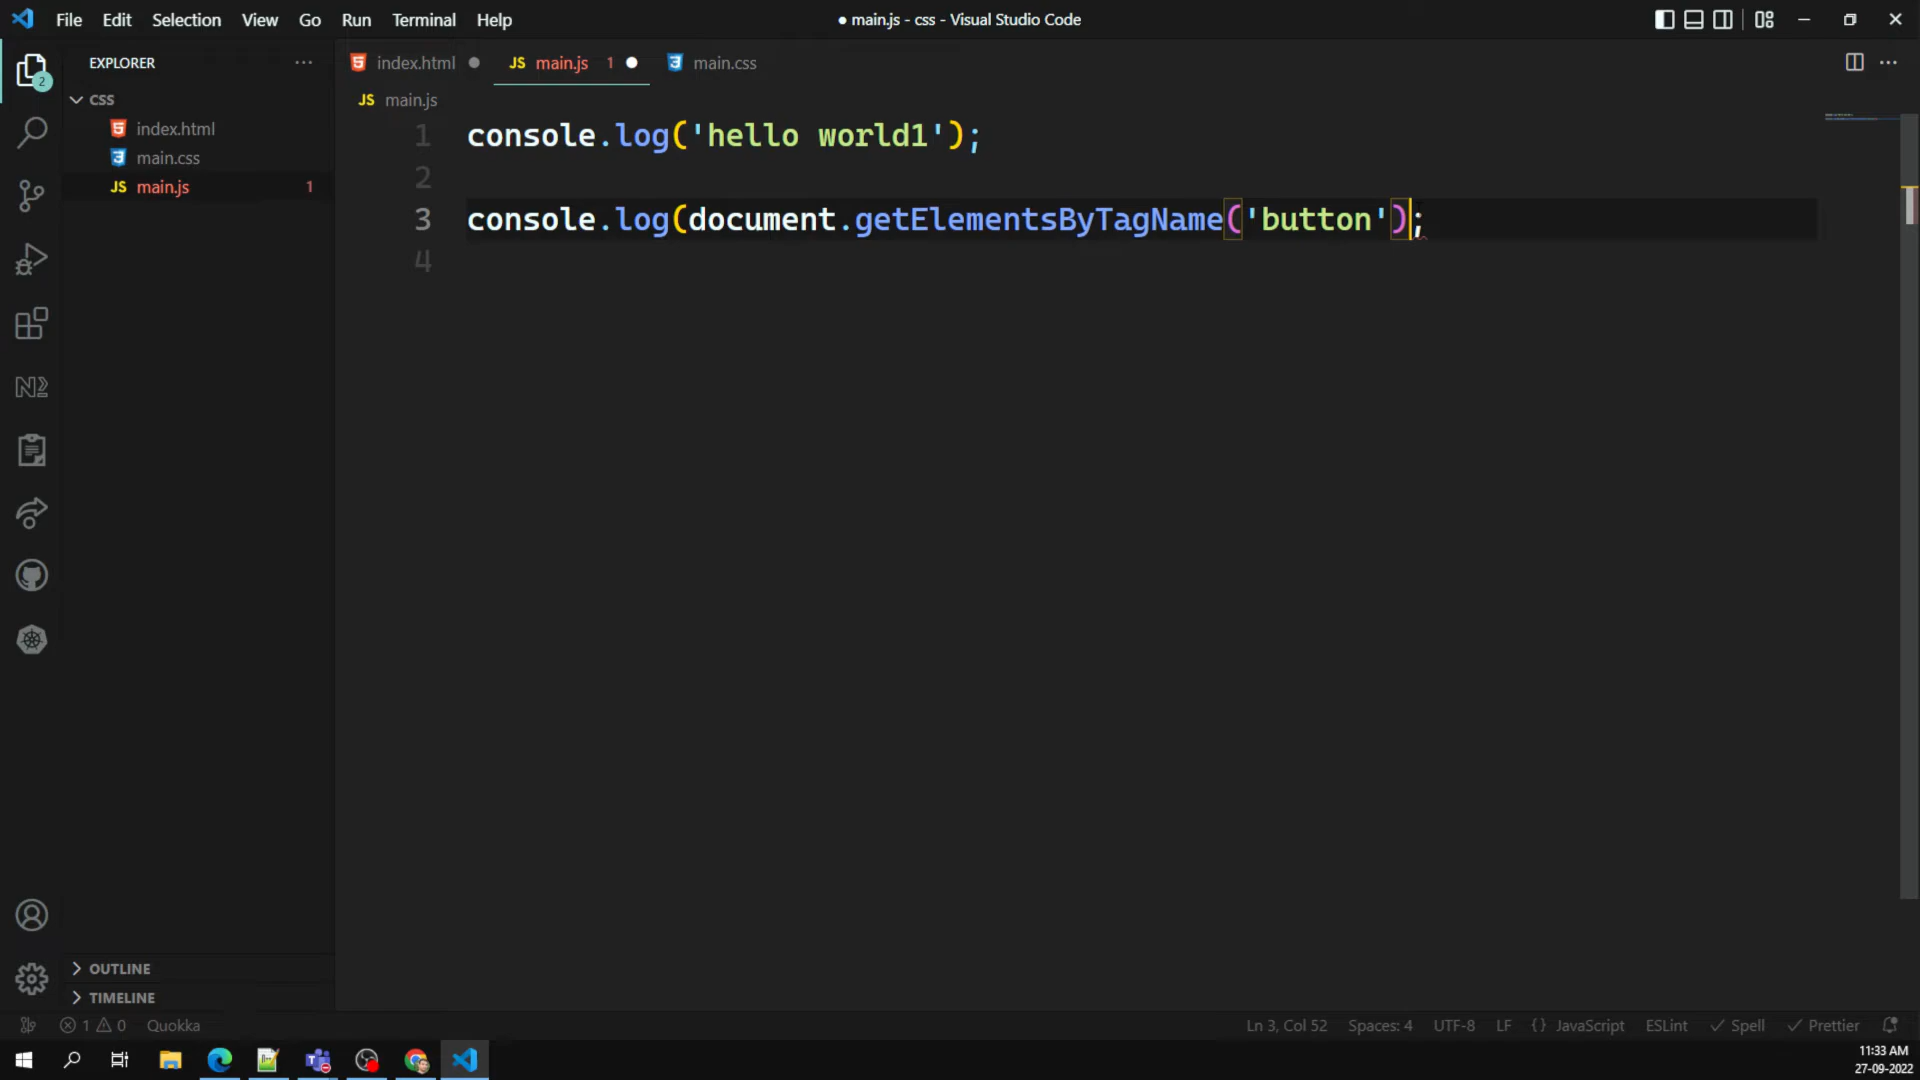 File Edit Selection View Go Run Terminal Help
● main.js - css - Visual Studio Code
2
EXPLORER
CSS
index.html
main.css
JS main.js 1
index.html
JS main.js 1
main.css
JS main.js
1 console.log('hello world1');
2
3 console.log(document.getElementsByTagName('button');
4
OUTLINE
TIMELINE
1 0 Quokka
Ln 3, Col 52 Spaces: 4 UTF-8 LF {} JavaScript ESLint Spell Prettier
11:33 AM
27-09-2022